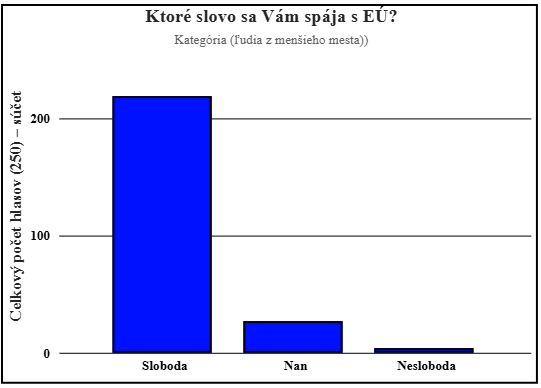 Ktoré slovo sa Vám spája s EÚ?
Kategória (ľudia z menšieho mesta))
Celkový počet hlasov (250) – súčet
200
100
0
Sloboda
Nan
Nesloboda